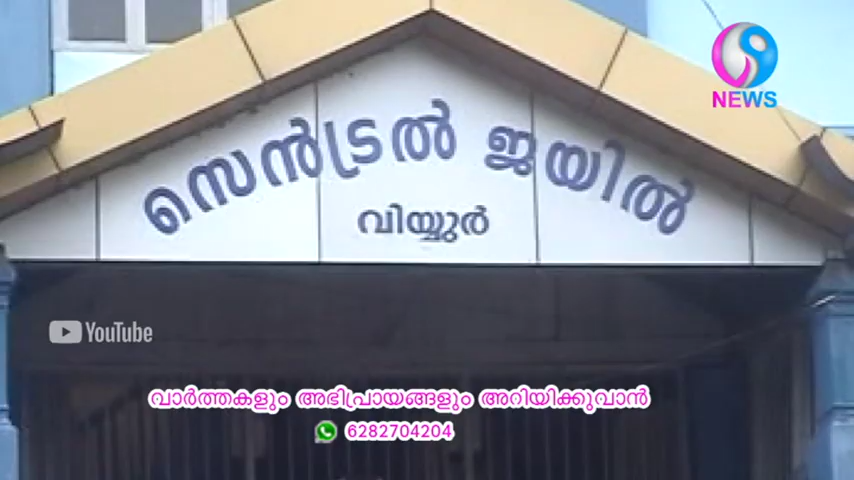 NEWS
സെൻട്രൽ ജയിൽ
വിയ്യുർ
YouTube
വാർത്തകളും അഭിപ്രായങ്ങളും അറിയിക്കുവാൻ
6282704204